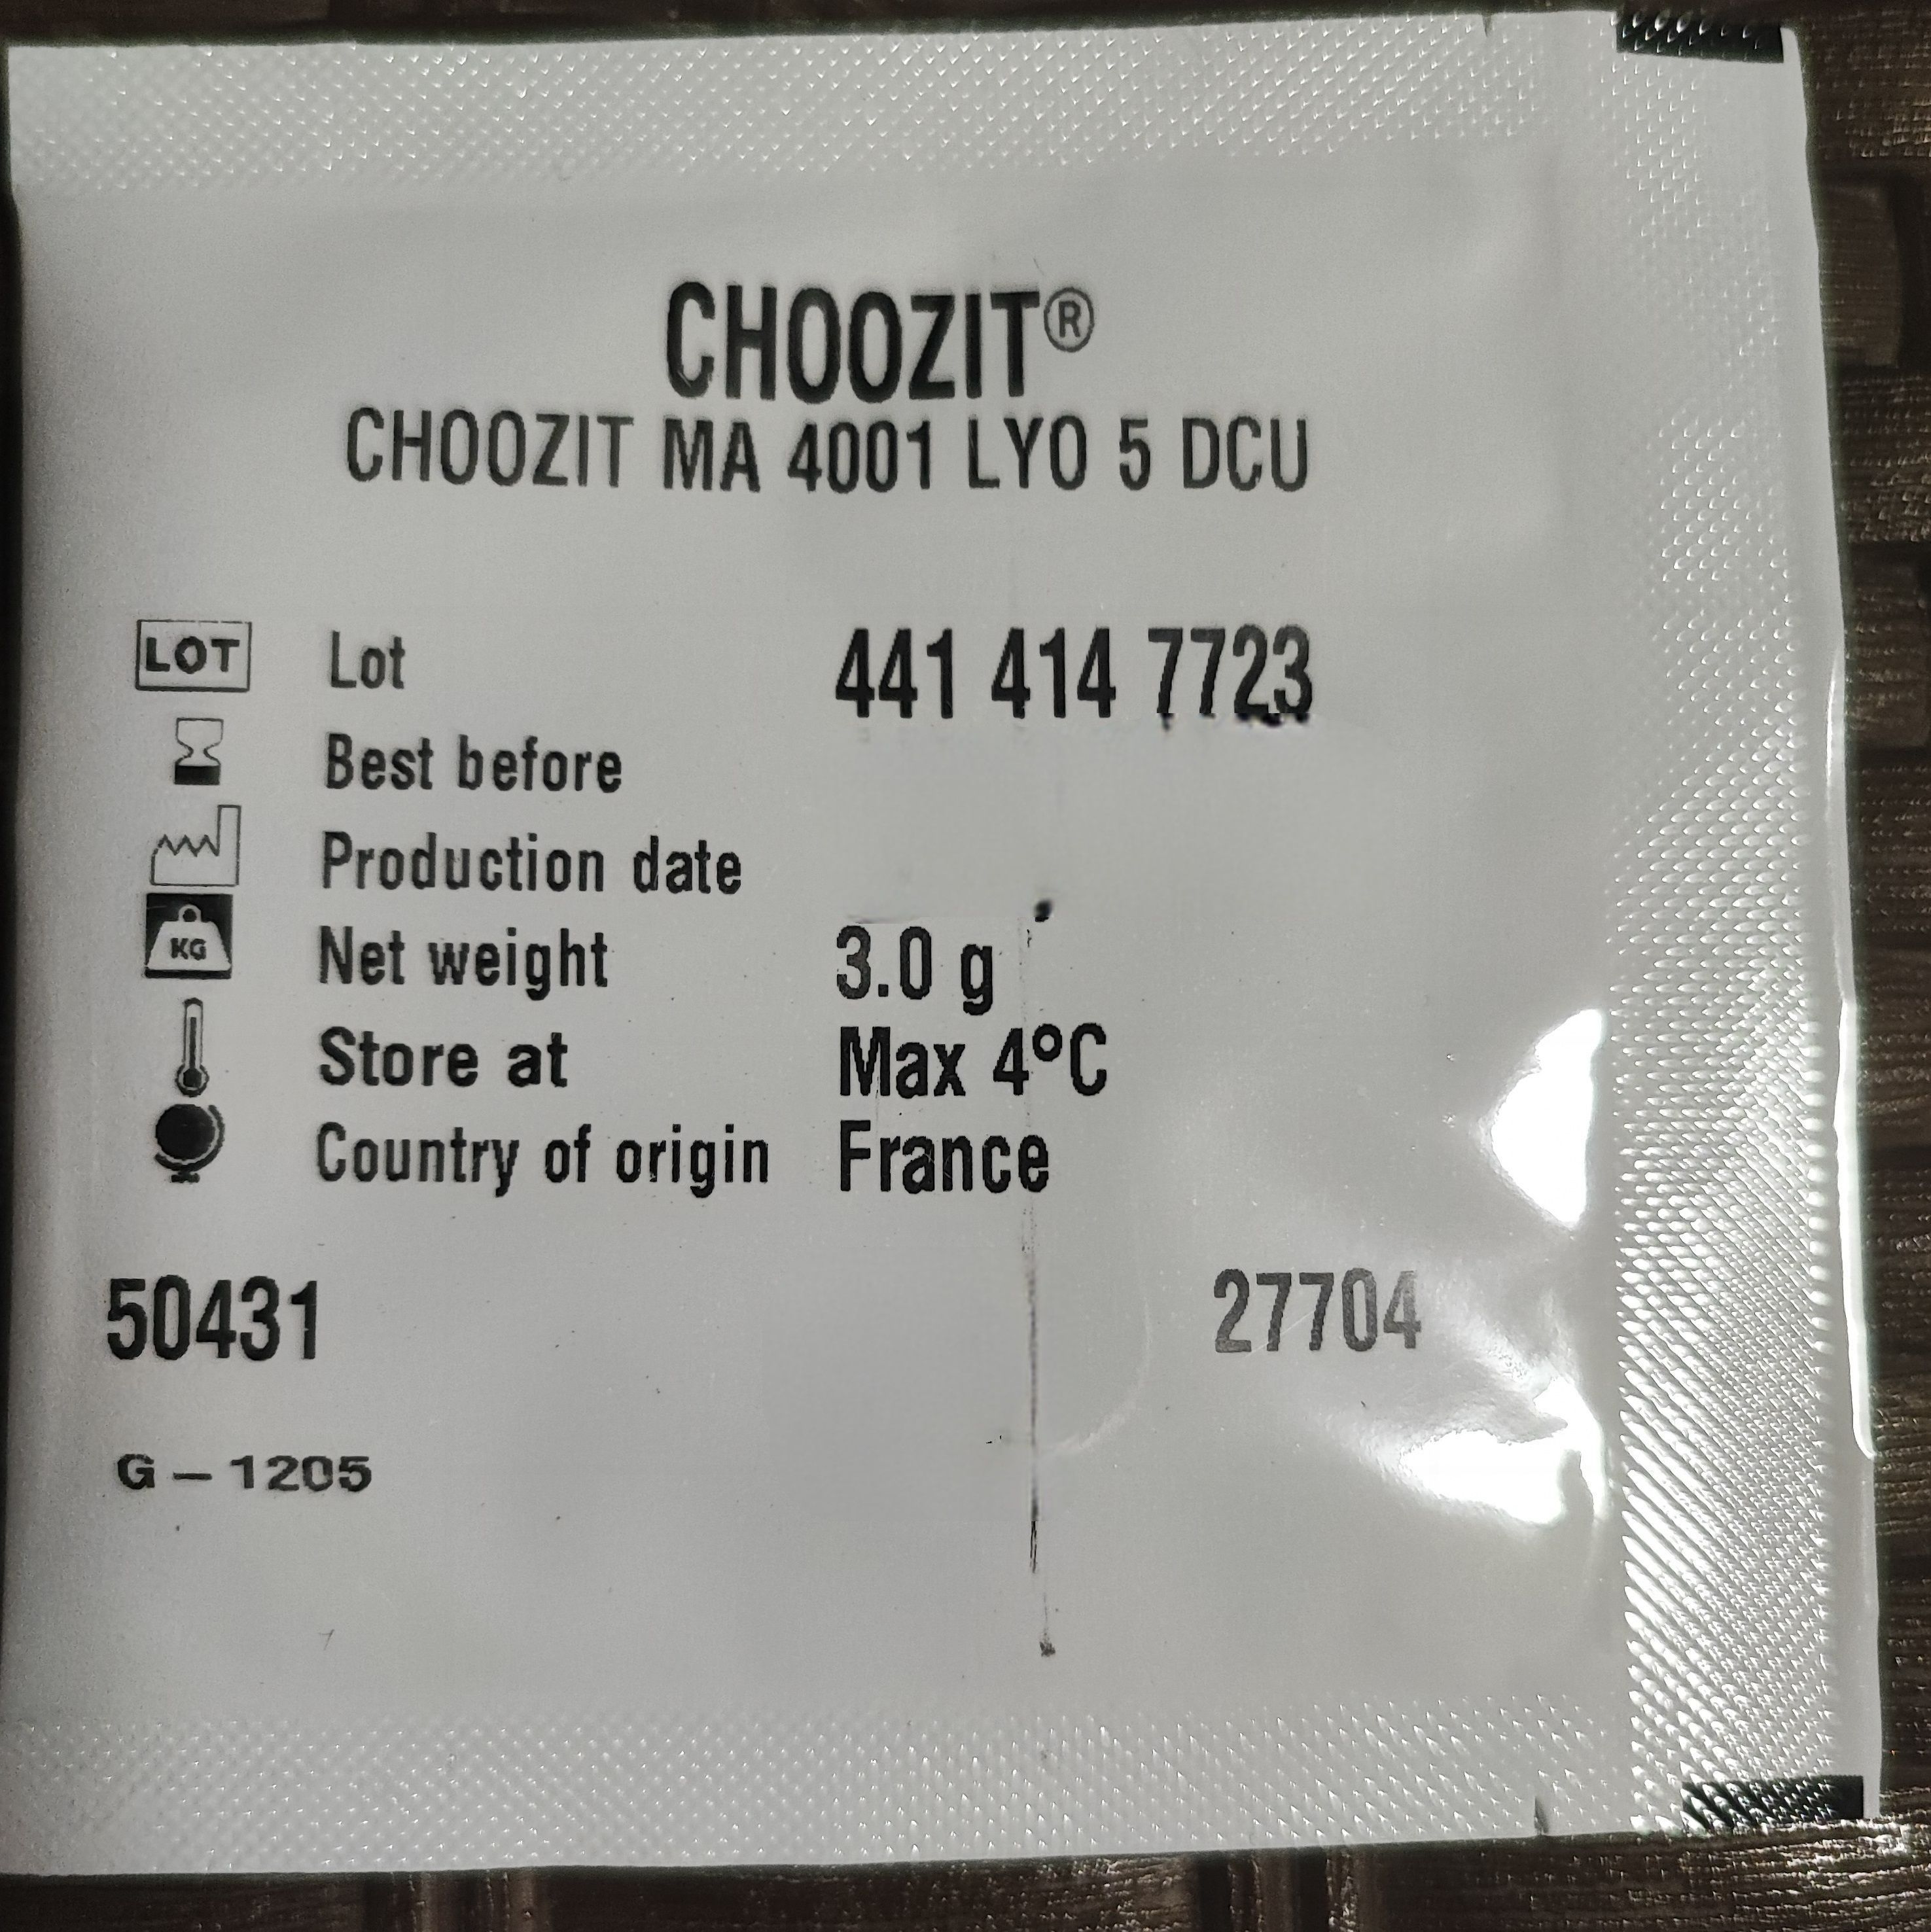 CHOOZIT®
CHOOZIT MA 4001 LYO 5 DCU
LOT Lot 441 414 7723
Best before
Production date
KG Net weight 3.0 g
Store at Max 4°C
Country of origin France
50431 27704
G – 1205